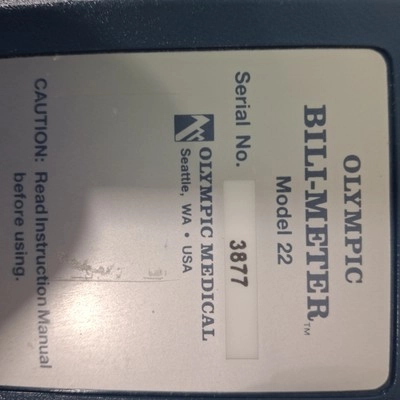 OLYMPIC
BILI-METER™
Model 22
Serial No. 3877
OLYMPIC MEDICAL
Seattle, WA • USA
CAUTION: Read Instruction Manual
before using.